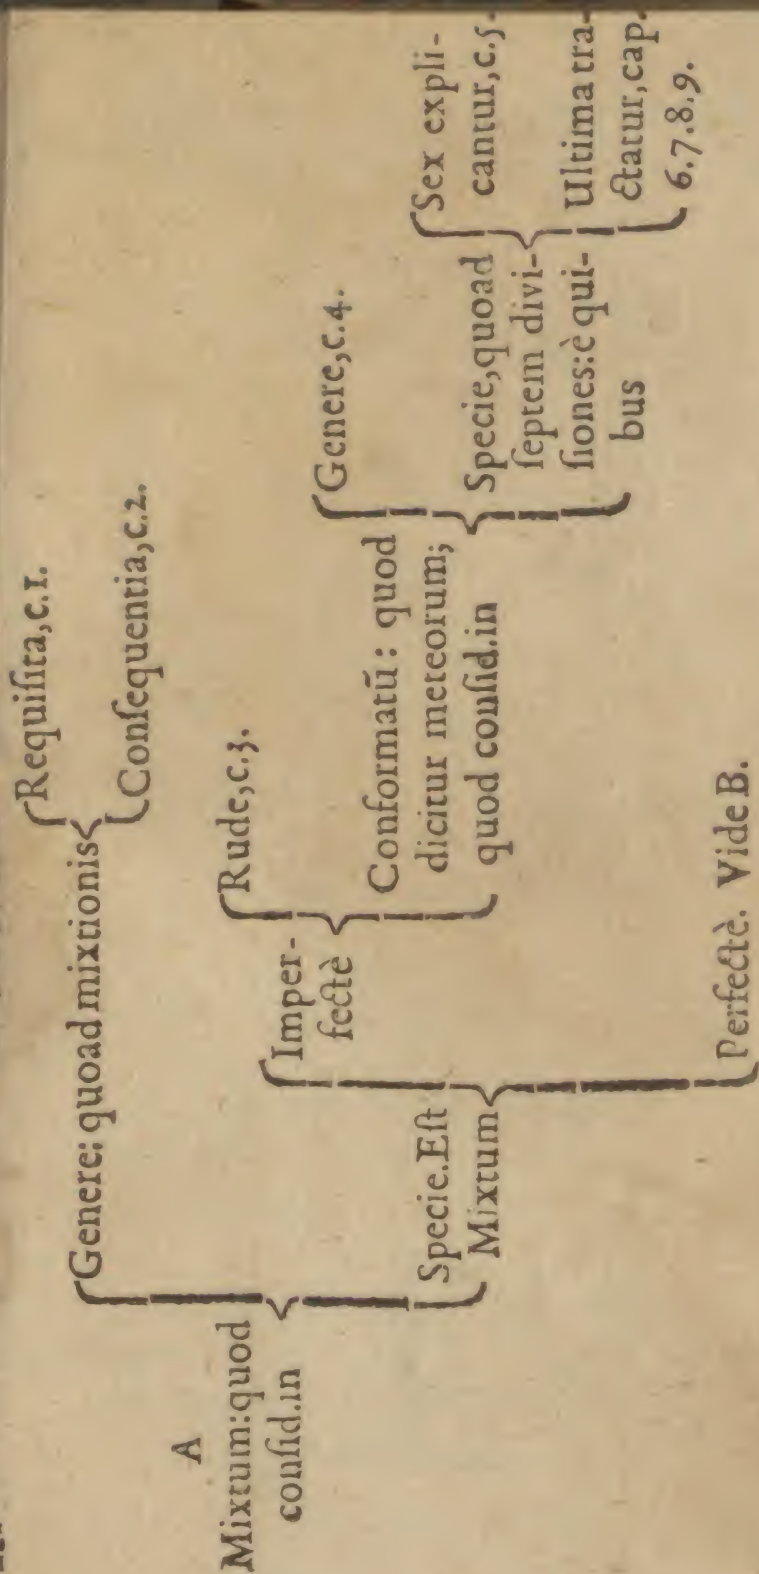 A
Mixtum: quod
conſid. in
Genere: quoad mixtionis
Requiſita, c. 1.
Conſequentia, c. 2.
Specie. Eſt
Mixtum
Imper-
fectè
Rude, c. 3.
Conformatū: quod
dicitur meteorum;
quod conſid. in
Genere, c. 4.
Specie, quoad
ſeptem divi-
ſiones: è qui-
bus
Sex expli-
cantur, c. 5.
Ultima tra-
ctatur, cap.
6. 7. 8. 9.
Perfectè. Vide B.